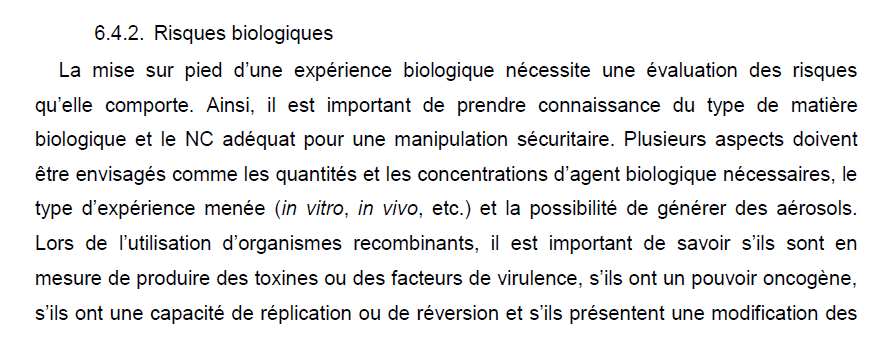 6.4.2. Risques biologiques
La mise sur pied d’une expérience biologique nécessite une évaluation des risques
qu’elle comporte. Ainsi, il est important de prendre connaissance du type de matière
biologique et le NC adéquat pour une manipulation sécuritaire. Plusieurs aspects doivent
être envisagés comme les quantités et les concentrations d’agent biologique nécessaires, le
type d’expérience menée (in vitro, in vivo, etc.) et la possibilité de générer des aérosols.
Lors de l’utilisation d’organismes recombinants, il est important de savoir s’ils sont en
mesure de produire des toxines ou des facteurs de virulence, s’ils ont un pouvoir oncogène,
s’ils ont une capacité de réplication ou de réversion et s’ils présentent une modification des